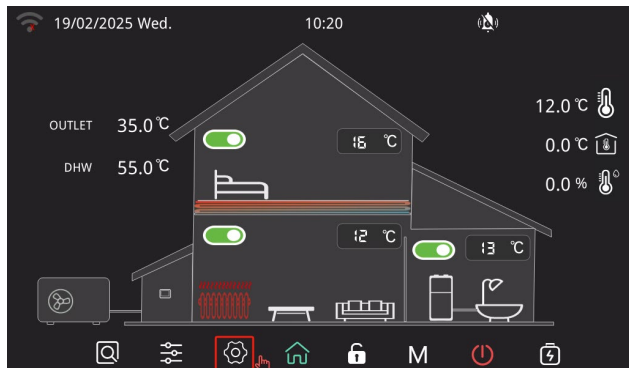 19/02/2025 Wed.
10:20
OUTLET 35.0 ℃
DHW 55.0 ℃
12.0 ℃
0.0 ℃
0.0 %
16 ℃
12 ℃
13 ℃
M